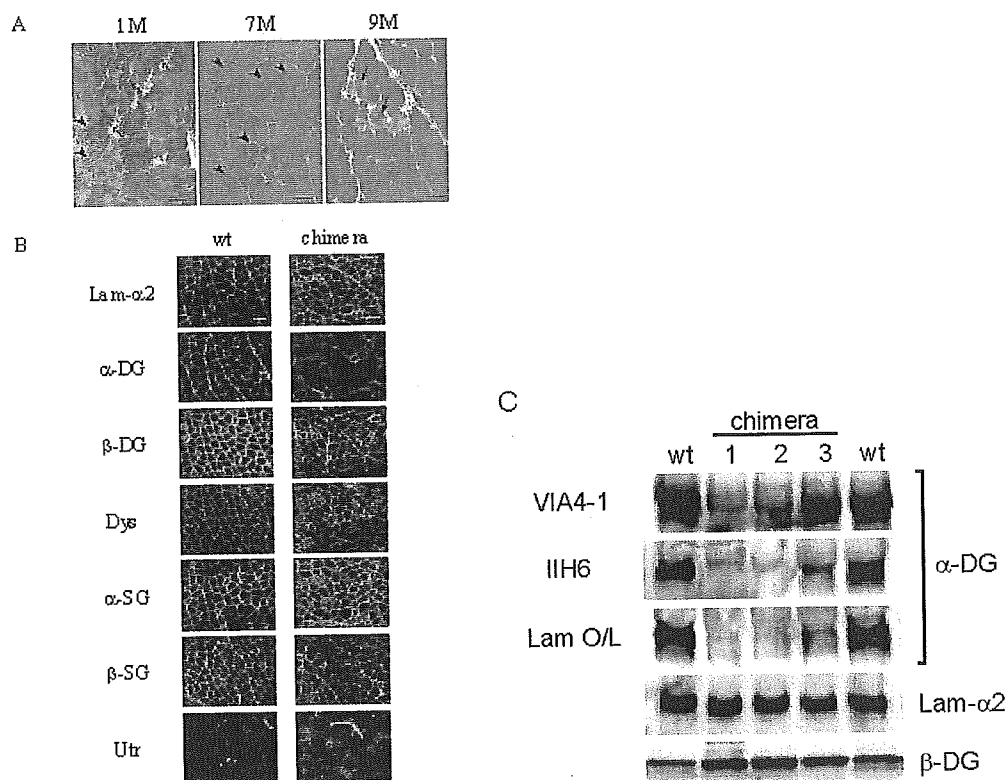 A
1M 7M 9M
B
wt chimera
Lam-α2
α-DG
β-DG
Dys
α-SG
β-SG
Utr
C
chimera
wt 1 2 3 wt
VIA4-1
IIH6
Lam O/L
α-DG
Lam-α2
β-DG